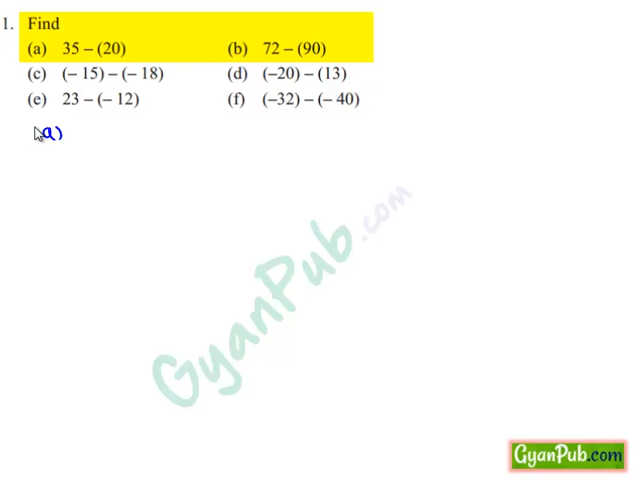 1. Find
(a) 35 – (20) (b) 72 – (90)
(c) (– 15) – (– 18) (d) (–20) – (13)
(e) 23 – (– 12) (f) (–32) – (– 40)
a)
GyanPub.com
GyanPub.com